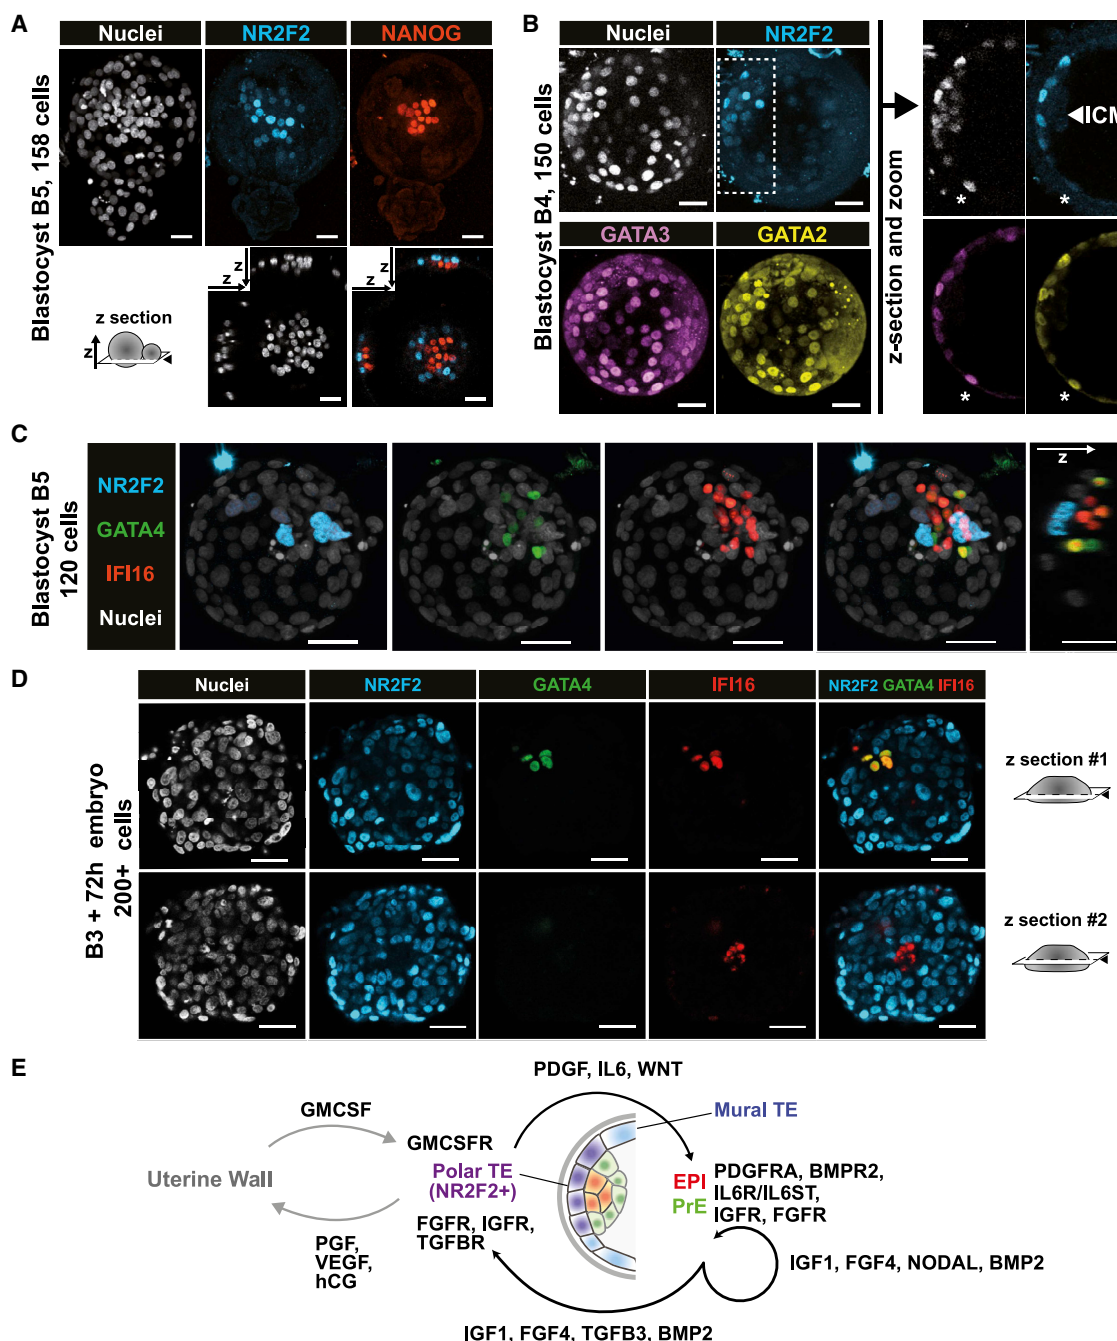 A
Nuclei
NR2F2
NANOG
Blastocyst B5, 158 cells
z
z
z
z
z section
z
B
Nuclei
NR2F2
GATA3
GATA2
Blastocyst B4, 150 cells
z-section and zoom
ICM
*
*
*
*
C
Blastocyst B5
120 cells
NR2F2
GATA4
IFI16
Nuclei
z
D
Nuclei
NR2F2
GATA4
IFI16
NR2F2 GATA4 IFI16
B3 + 72h embryo
200+ cells
z section #1
z section #2
E
PDGF, IL6, WNT
GMCSF
Mural TE
GMCSFR
Uterine Wall
Polar TE
(NR2F2+)
EPI
PrE
PDGFRA, BMPR2,
IL6R/IL6ST,
IGFR, FGFR
FGFR, IGFR,
TGFBR
PGF,
VEGF,
hCG
IGF1, FGF4, NODAL, BMP2
IGF1, FGF4, TGFB3, BMP2